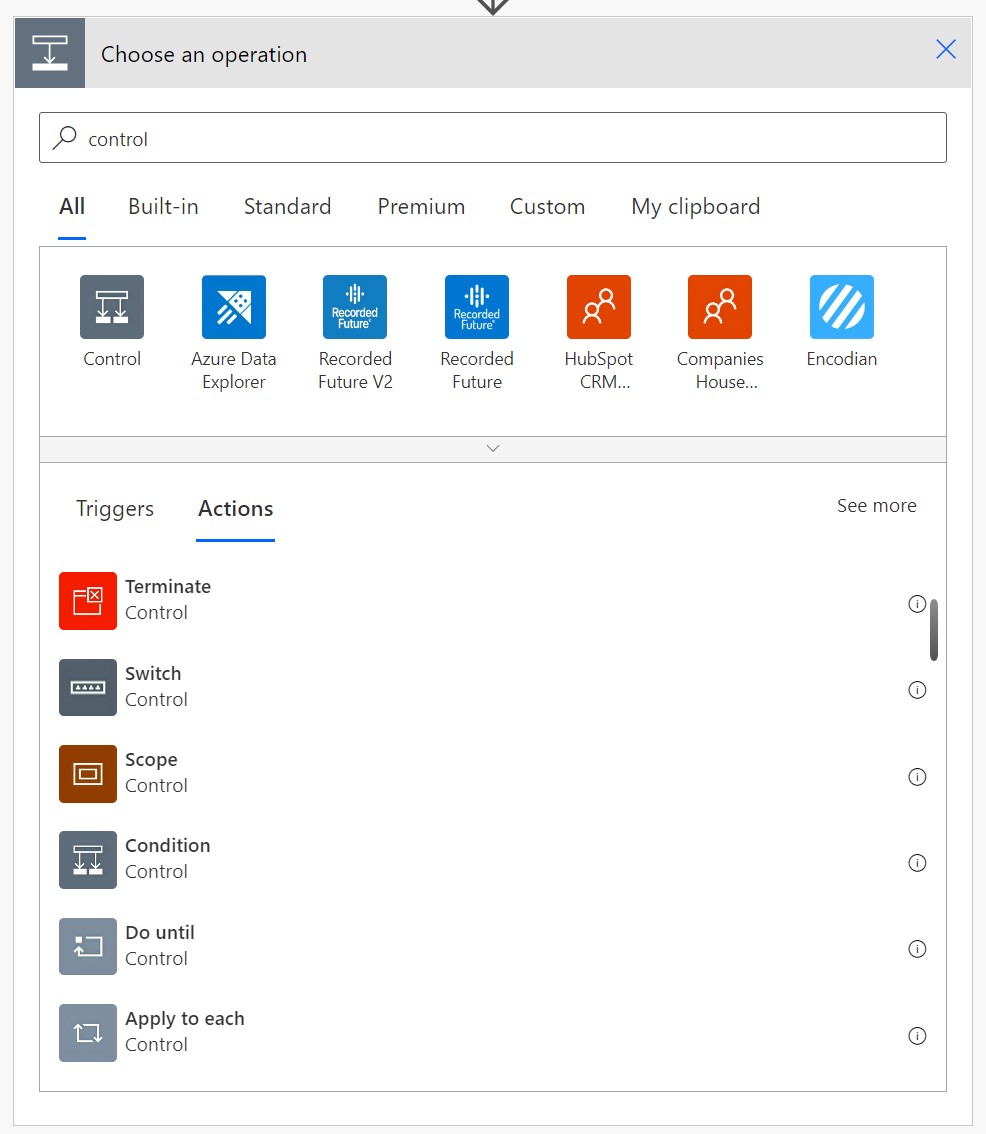 Choose an operation
control
All Built-in Standard Premium Custom My clipboard
Recorded Future® Recorded Future®
Control Azure Data Explorer Recorded Future V2 Recorded Future HubSpot CRM... Companies House... Encodian
Triggers Actions See more
Terminate
Control
Switch
Control
Scope
Control
Condition
Control
Do until
Control
Apply to each
Control